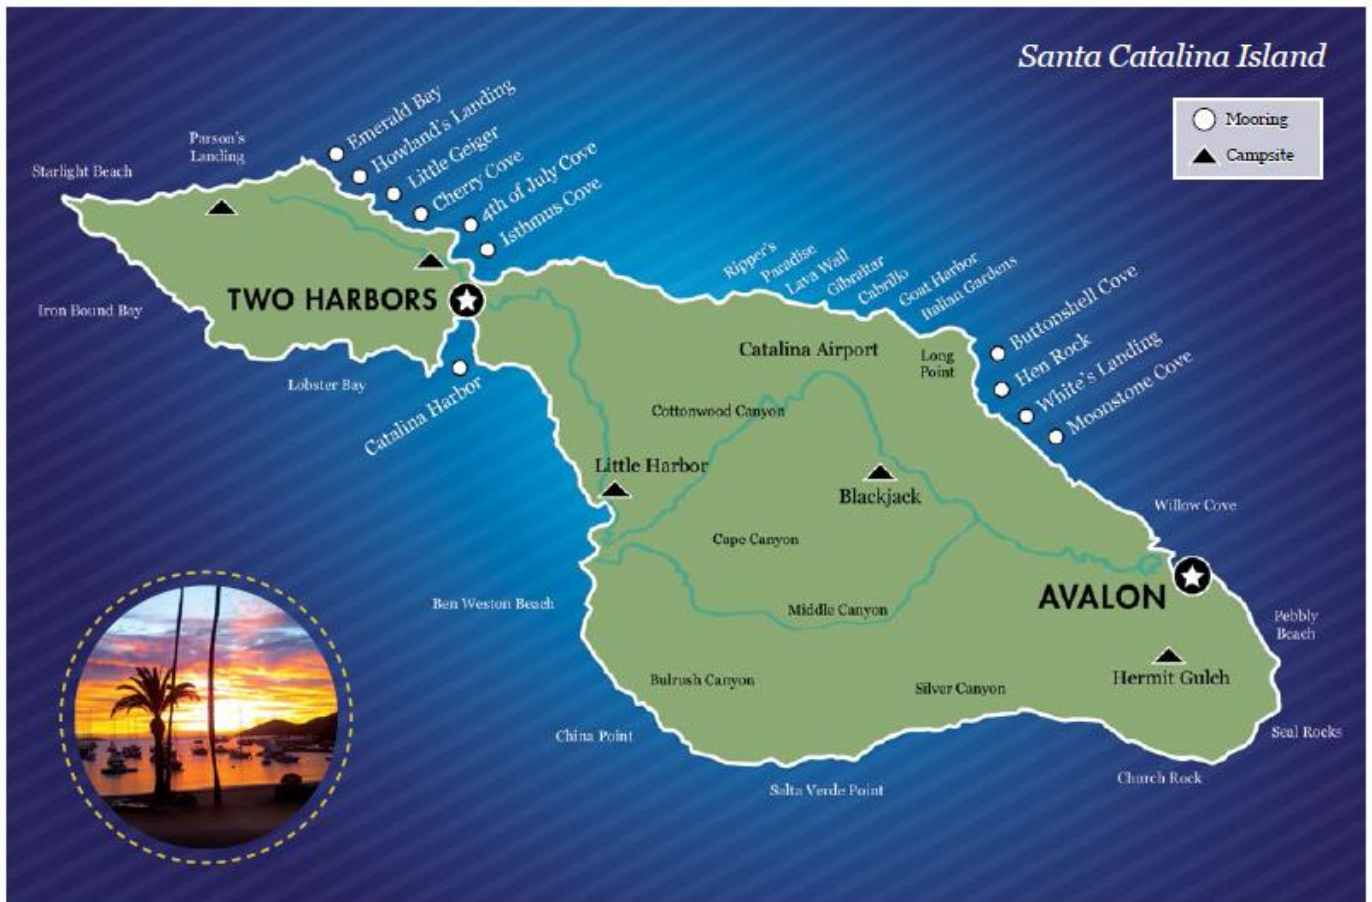 Santa Catalina Island
Mooring
Campsite
Emerald Bay
Howland's Landing
Little Geiger
Cherry Cove
4th of July Cove
Isthmus Cove
Parson's
Landing
Starlight Beach
TWO HARBORS
Iron Bound Bay
Lobster Bay
Catalina Harbor
Ripper's
Paradise
Lava Wall
Gibraltar
Cabrillo
Goat Harbor
Italian Gardens
Buttonshell Cove
Hen Rock
White's Landing
Moonstone Cove
Catalina Airport
Long
Point
Cottonwood Canyon
Little Harbor
Blackjack
Willow Cove
Cape Canyon
AVALON
Ben Weston Beach
Middle Canyon
Pebbly
Beach
Bulrush Canyon
Silver Canyon
Hermit Gulch
China Point
Seal Rocks
Salta Verde Point
Church Rock